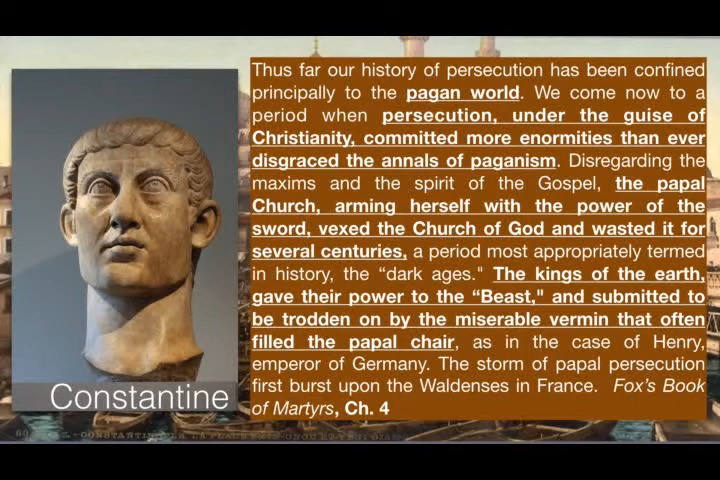 Thus far our history of persecution has been confined
principally to the pagan world. We come now to a
period when persecution, under the guise of
Christianity, committed more enormities than ever
disgraced the annals of paganism. Disregarding the
maxims and the spirit of the Gospel, the papal
Church, arming herself with the power of the
sword, vexed the Church of God and wasted it for
several centuries, a period most appropriately termed
in history, the “dark ages." The kings of the earth,
gave their power to the “Beast," and submitted to
be trodden on by the miserable vermin that often
filled the papal chair, as in the case of Henry,
emperor of Germany. The storm of papal persecution
first burst upon the Waldenses in France. Fox’s Book
of Martyrs, Ch. 4
Constantine